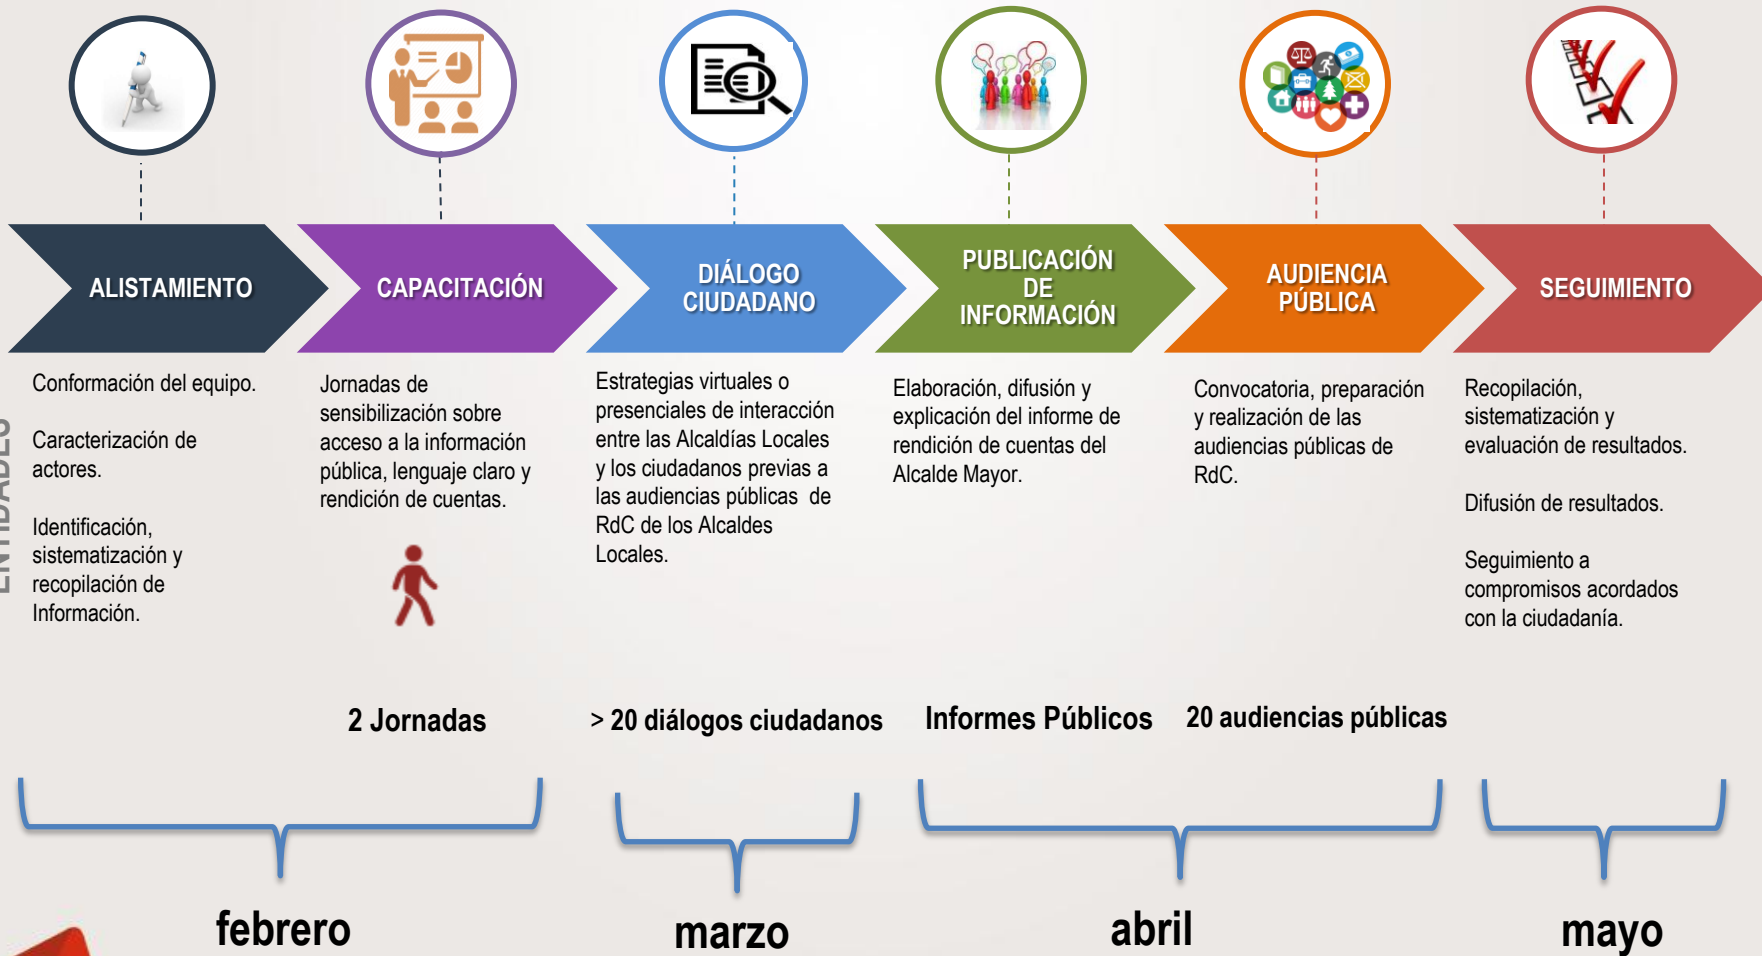 ALISTAMIENTO
CAPACITACIÓN
DIÁLOGO
CIUDADANO
PUBLICACIÓN
DE
INFORMACIÓN
AUDIENCIA
PÚBLICA
SEGUIMIENTO
ENTIDADES
Conformación del equipo.
Caracterización de
actores.
Identificación,
sistematización y
recopilación de
Información.
Jornadas de
sensibilización sobre
acceso a la información
pública, lenguaje claro y
rendición de cuentas.
Estrategias virtuales o
presenciales de interacción
entre las Alcaldías Locales
y los ciudadanos previas a
las audiencias públicas de
RdC de los Alcaldes
Locales.
Elaboración, difusión y
explicación del informe de
rendición de cuentas del
Alcalde Mayor.
Convocatoria, preparación
y realización de las
audiencias públicas de
RdC.
Recopilación,
sistematización y
evaluación de resultados.
Difusión de resultados.
Seguimiento a
compromisos acordados
con la ciudadanía.
2 Jornadas
> 20 diálogos ciudadanos
Informes Públicos
20 audiencias públicas
febrero
marzo
abril
mayo